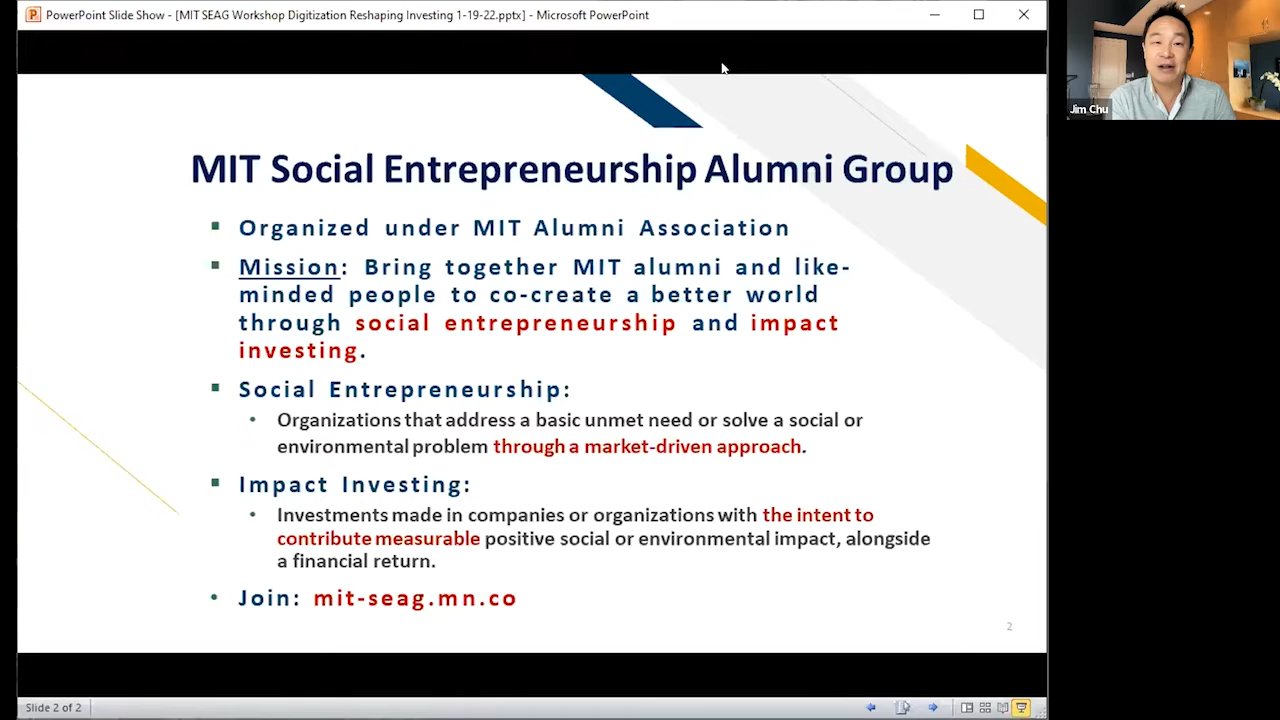 PowerPoint Slide Show - [MIT SEAG Workshop Digitization Reshaping Investing 1-19-22.pptx] - Microsoft PowerPoint
Jim Chu
MIT Social Entrepreneurship Alumni Group
▪ Organized under MIT Alumni Association
▪ Mission: Bring together MIT alumni and like-
minded people to co-create a better world
through social entrepreneurship and impact
investing.
▪ Social Entrepreneurship:
• Organizations that address a basic unmet need or solve a social or
environmental problem through a market-driven approach.
▪ Impact Investing:
• Investments made in companies or organizations with the intent to
contribute measurable positive social or environmental impact, alongside
a financial return.
• Join: mit-seag.mn.co
2
Slide 2 of 2